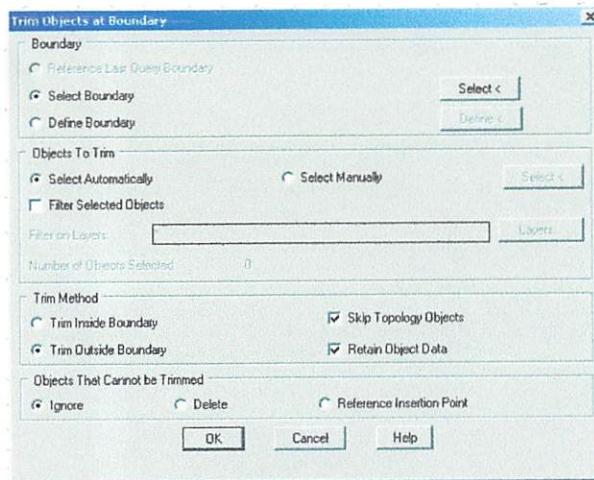 Trim Objects at Boundary
Boundary
Reference Last Query Boundary
Select Boundary
Select <
Define Boundary
Define <
Objects To Trim
Select Automatically
Select Manually
Select <
Filter Selected Objects
Filter on Layers:
Layers...
Number of Objects Selected:
0
Trim Method
Trim Inside Boundary
Skip Topology Objects
Trim Outside Boundary
Retain Object Data
Objects That Cannot be Trimmed
Ignore
Delete
Reference Insertion Point
OK
Cancel
Help